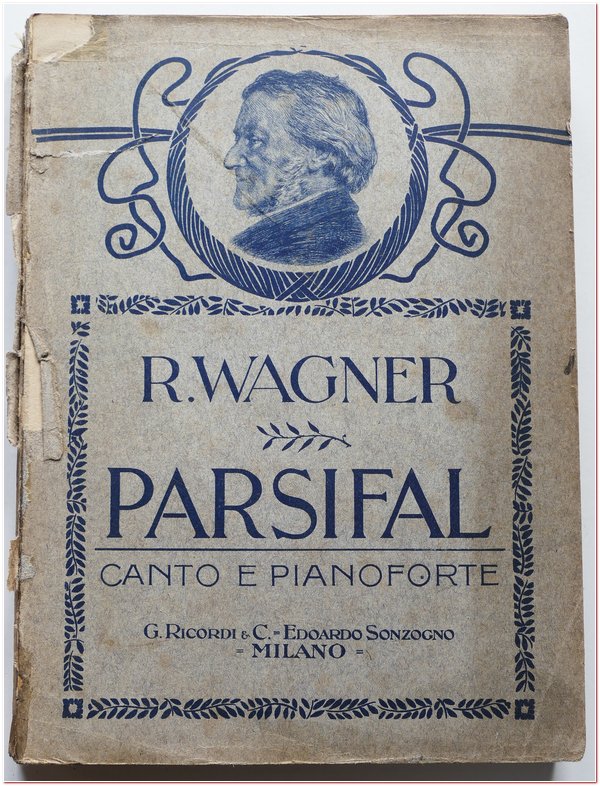 R. WAGNER
PARSIFAL
CANTO E PIANOFORTE
G. RICORDI & C. = EDOARDO SONZOGNO
= MILANO =